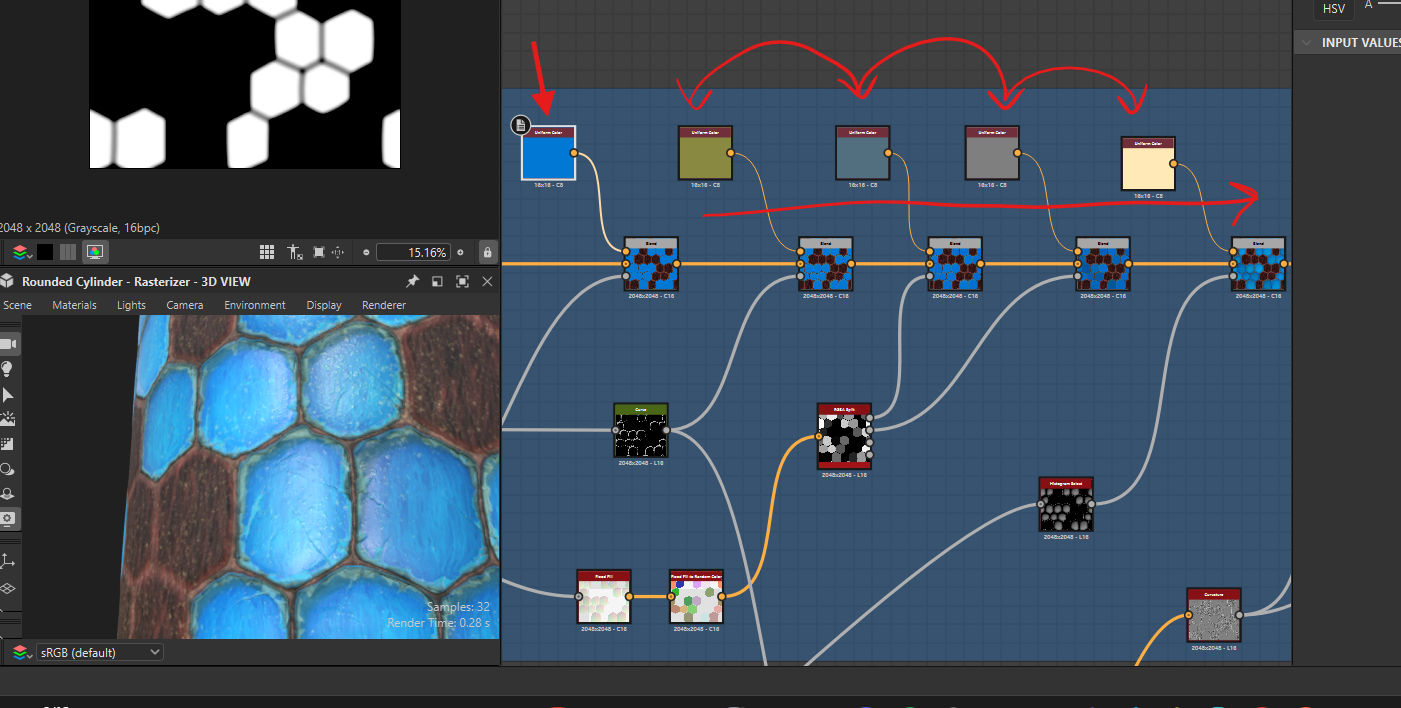 HSV
A
INPUT VALUES
2048 x 2048 (Grayscale, 16bpc)
15.16%
Rounded Cylinder - Rasterizer - 3D VIEW
Scene Materials Lights Camera Environment Display Renderer
Samples: 32
Render Time: 0.28 s
sRGB (default)
Uniform Color
16x16 - C8
Uniform Color
16x16 - C8
Uniform Color
16x16 - C8
Uniform Color
16x16 - C8
Uniform Color
16x16 - C8
Blend
2048x2048 - C16
Blend
2048x2048 - C16
Blend
2048x2048 - C16
Blend
2048x2048 - C16
Blend
2048x2048 - C16
Curve
2048x2048 - L16
RGBA Split
2048x2048 - L16
Histogram Select
2048x2048 - L16
Flood Fill
2048x2048 - C16
Flood Fill to Random Color
2048x2048 - C16
Curvature
2048x2048 - L16